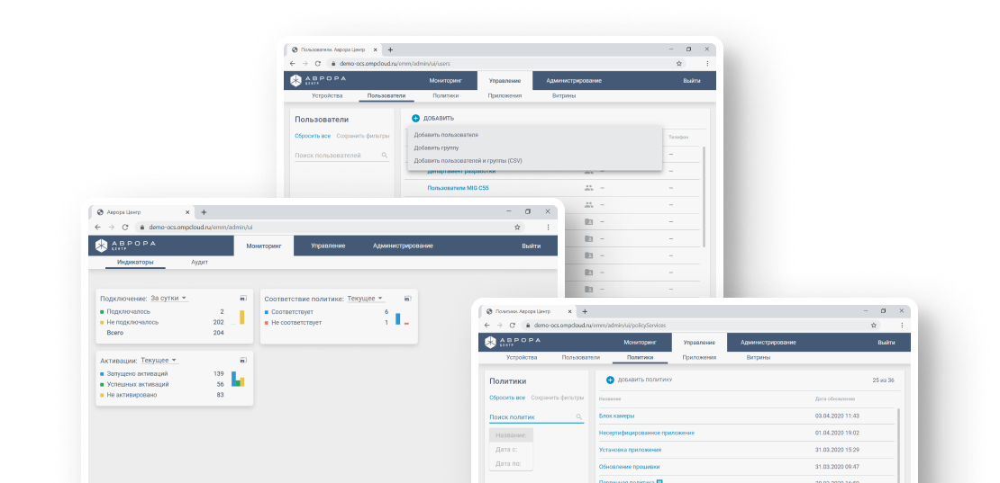 Пользователи. Аврора Центр
demo-ocs.ompcloud.ru/emm/admin/ui/users
АВРОРА
ЦЕНТР
Мониторинг
Управление
Администрирование
Выйти
Устройства
Пользователи
Политики
Приложения
Витрины
Пользователи
Сбросить все
Сохранить фильтры
Поиск пользователей
ДОБАВИТЬ
Добавить пользователя
Добавить группу
Добавить пользователей и группы (CSV)
Телефон
–
Департамент разработки
–
–
Пользователи MIG C55
–
–
–
–
–
–
–
–
–
–
–
–
–
–
Аврора Центр
demo-ocs.ompcloud.ru/emm/admin/ui
АВРОРА
ЦЕНТР
Мониторинг
Управление
Администрирование
Выйти
Индикаторы
Аудит
Подключение: За сутки
Подключалось 2
Не подключалось 202
Всего 204
Соответствие политике: Текущее
Соответствует 6
Не соответствует 1
Активации: Текущее
Запущено активаций 139
Успешных активаций 56
Не активировано 83
Политики. Аврора Центр
demo-ocs.ompcloud.ru/emm/admin/ui/policyServices
АВРОРА
ЦЕНТР
Мониторинг
Управление
Администрирование
Выйти
Устройства
Пользователи
Политики
Приложения
Витрины
Политики
Сбросить все
Сохранить фильтры
Поиск политик
Название:
Дата с:
Дата по:
ДОБАВИТЬ ПОЛИТИКУ
25 из 36
Название
Дата обновления
Блок камеры 03.04.2020 11:43
Несертифицированное приложение 01.04.2020 19:02
Установка приложения 31.03.2020 15:29
Обновление прошивки 31.03.2020 09:47